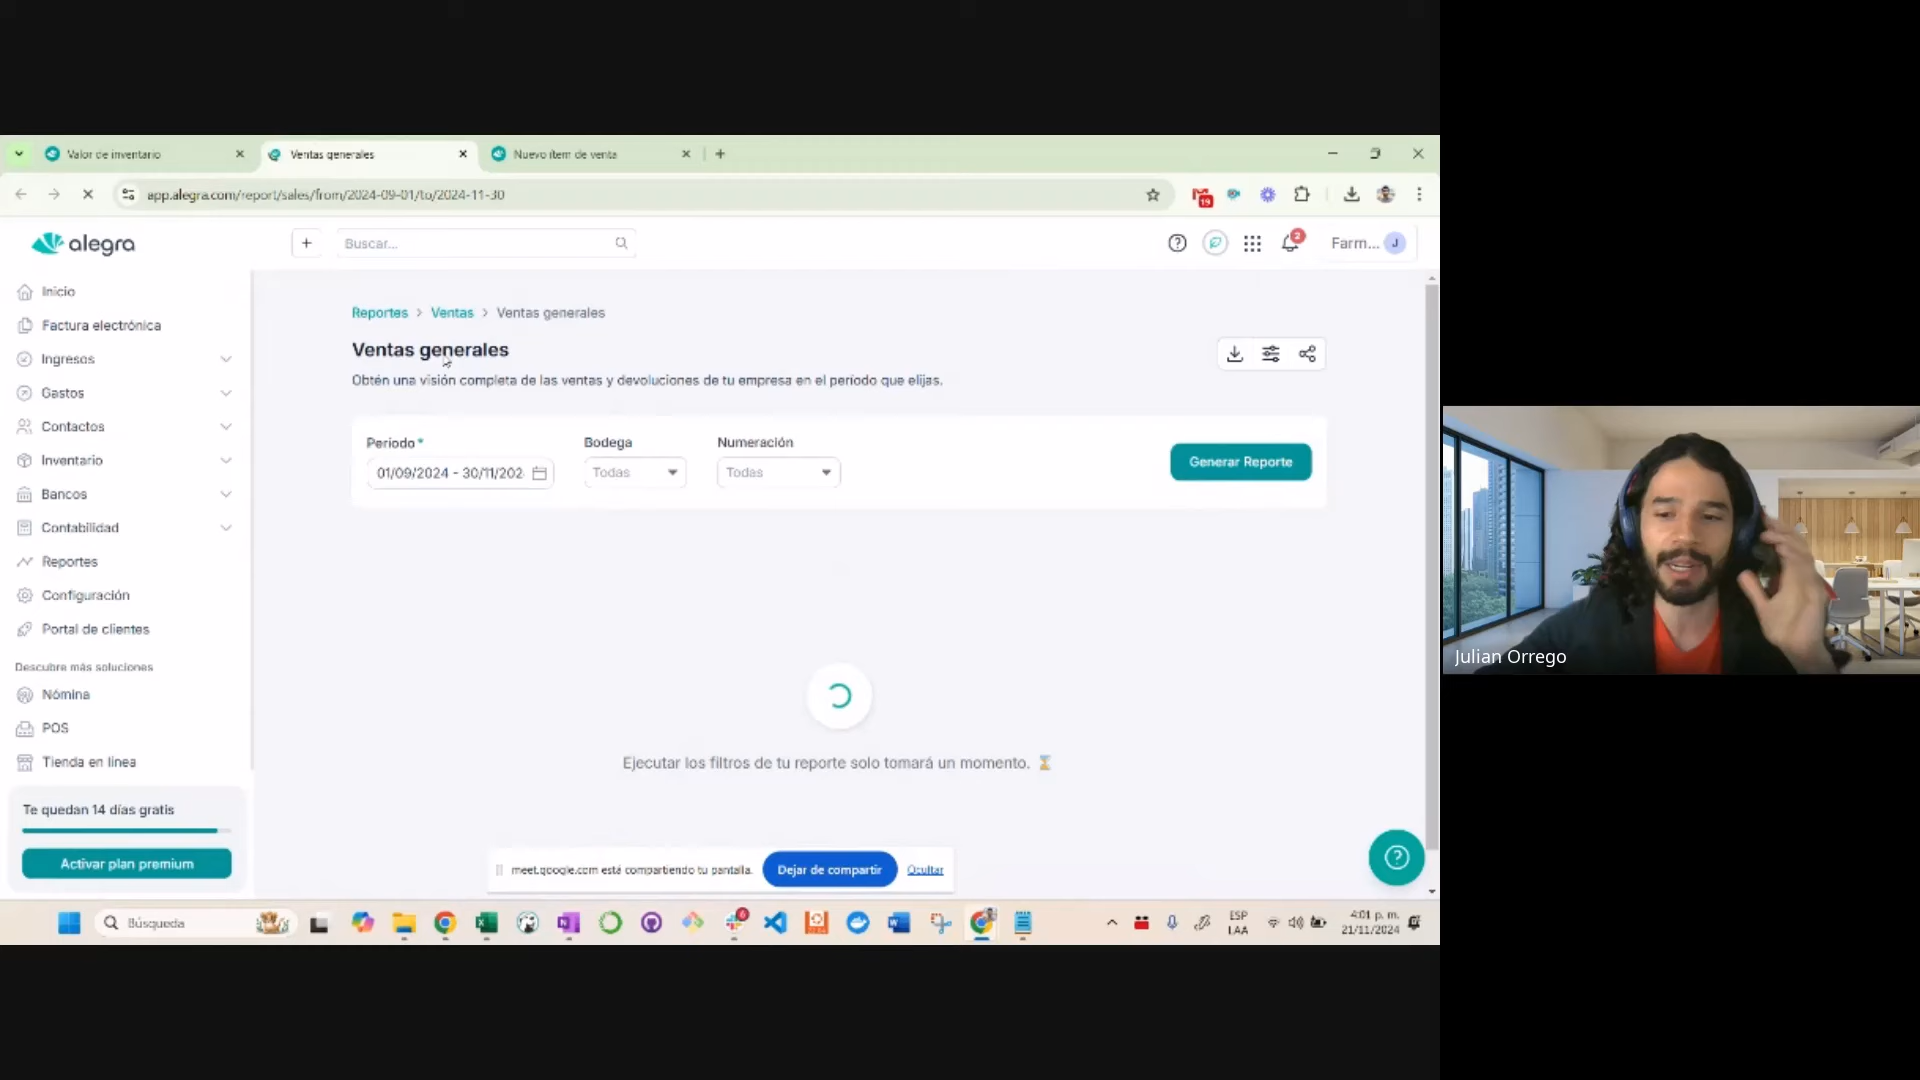 Valor de inventario
Ventas generales
Nuevo ítem de venta
app.alegra.com/report/sales/from/2024-09-01/to/2024-11-30
19
alegra
+
Buscar...
2
Farm... J
Inicio
Factura electrónica
Ingresos
Gastos
Contactos
Inventario
Bancos
Contabilidad
Reportes
Configuración
Portal de clientes
Descubre más soluciones
Nómina
POS
Tienda en línea
Te quedan 14 días gratis
Activar plan premium
Reportes > Ventas > Ventas generales
Ventas generales
Obtén una visión completa de las ventas y devoluciones de tu empresa en el período que elijas.
Período*
Bodega
Numeración
01/09/2024 - 30/11/202
Todas
Todas
Generar Reporte
Ejecutar los filtros de tu reporte solo tomará un momento. ⏳
meet.google.com está compartiendo tu pantalla.
Dejar de compartir
Ocultar
Búsqueda
ESP
LAA
4:01 p. m.
21/11/2024
Julian Orrego